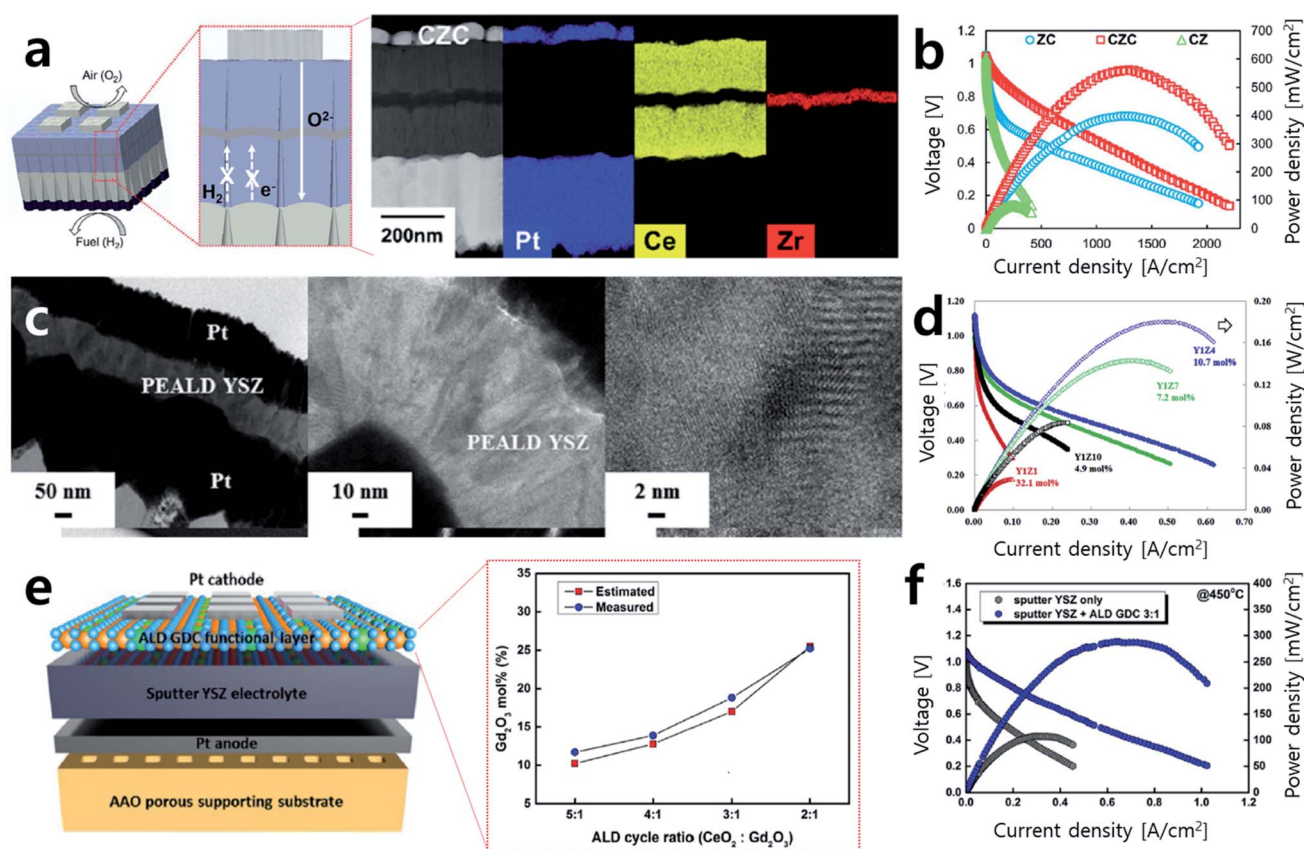 a
Air (O₂)
Fuel (H₂)
O²⁻
H₂
e⁻
CZC
200nm
Pt
Ce
Zr
b
ZC
CZC
CZ
1.2
1
0.8
0.6
0.4
0.2
0
Voltage [V]
0
500
1000
1500
2000
Current density [A/cm²]
700
600
500
400
300
200
100
0
Power density [mW/cm²]
c
Pt
PEALD YSZ
Pt
50 nm
PEALD YSZ
10 nm
2 nm
d
1.20
1.00
0.80
0.60
0.40
0.20
0.00
Voltage [V]
Y1Z4
10.7 mol%
Y1Z7
7.2 mol%
Y1Z10
4.9 mol%
Y1Z1
32.1 mol%
0.00
0.10
0.20
0.30
0.40
0.50
0.60
0.70
Current density [A/cm²]
0.20
0.16
0.12
0.08
0.04
0.00
Power density [W/cm²]
e
Pt cathode
ALD GDC functional layer
Sputter YSZ electrolyte
Pt anode
AAO porous supporting substrate
35
30
25
20
15
10
5
Gd₂O₃ mol% (%)
Estimated
Measured
5:1
4:1
3:1
2:1
ALD cycle ratio (CeO₂ : Gd₂O₃)
f
@450°C
sputter YSZ only
sputter YSZ + ALD GDC 3:1
1.6
1.4
1.2
1.0
0.8
0.6
0.4
0.2
0.0
Voltage [V]
0.0
0.2
0.4
0.6
0.8
1.0
1.2
Current density [A/cm²]
400
350
300
250
200
150
100
50
0
Power density [mW/cm²]